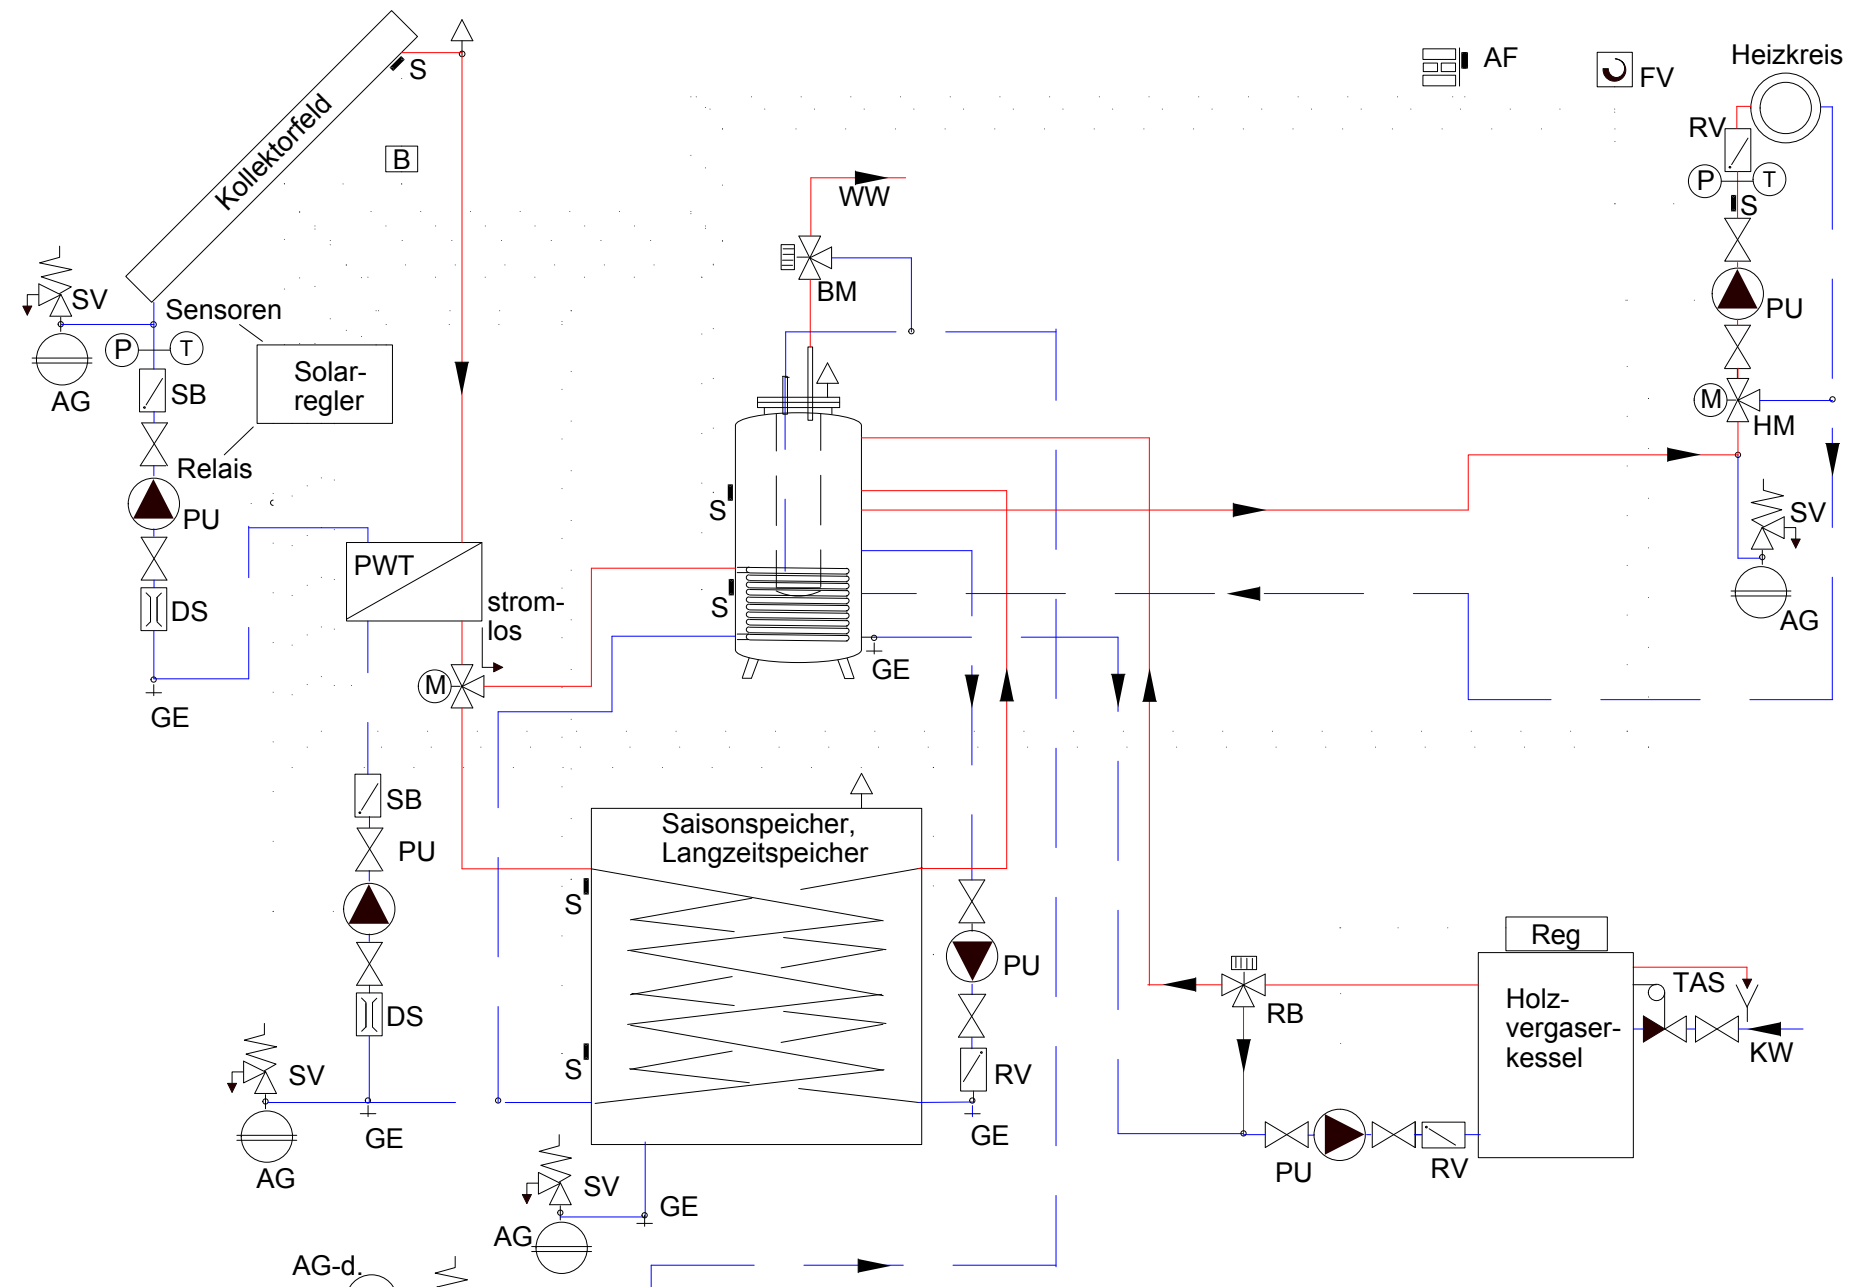 Heizkreis
AF
FV
S
Kollektorfeld
B
RV
P
T
S
WW
BM
SV
Sensoren
P
T
PU
Solar-
regler
SB
AG
M
HM
Relais
S
SV
PU
PWT
strom-
los
DS
S
AG
GE
M
GE
SB
Saisonspeicher,
Langzeitspeicher
PU
S
Reg
PU
TAS
Holz-
vergaser-
kessel
DS
RB
KW
S
SV
RV
GE
GE
PU
RV
AG
SV
GE
AG
AG-d.